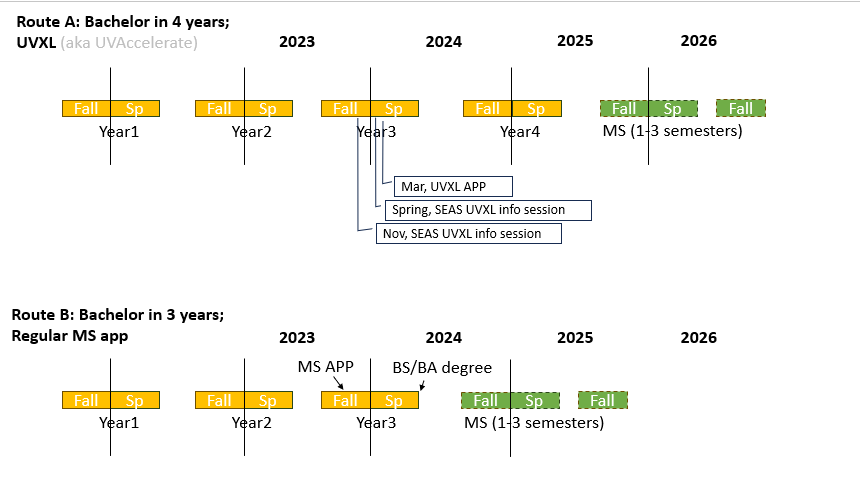 Route A: Bachelor in 4 years;
UVXL (aka UVAccelerate)
2023 2024 2025 2026
Fall Sp Fall Sp Fall Sp Fall Sp Fall Sp Fall
Year1 Year2 Year3 Year4 MS (1-3 semesters)
Mar, UVXL APP
Spring, SEAS UVXL info session
Nov, SEAS UVXL info session
Route B: Bachelor in 3 years;
Regular MS app
2023 2024 2025 2026
MS APP BS/BA degree
Fall Sp Fall Sp Fall Sp Fall Sp Fall
Year1 Year2 Year3 MS (1-3 semesters)